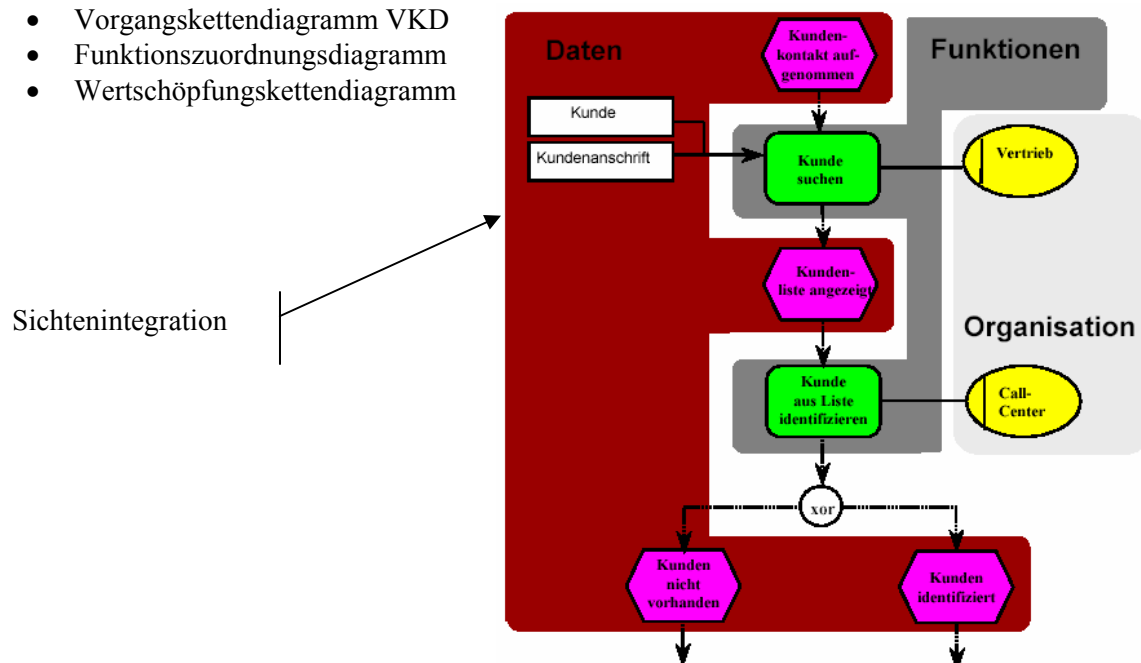 • Vorgangskettendiagramm VKD
• Funktionszuordnungsdiagramm
• Wertschöpfungskettendiagramm
Sichtenintegration
Daten
Kunden-
kontakt auf-
genommen
Funktionen
Kunde
Kundenanschrift
Kunde
suchen
Vertrieb
Kunden-
liste angezeigt
Organisation
Kunde
aus Liste
identifizieren
Call-
Center
xor
Kunden
nicht
vorhanden
Kunden
identifiziert